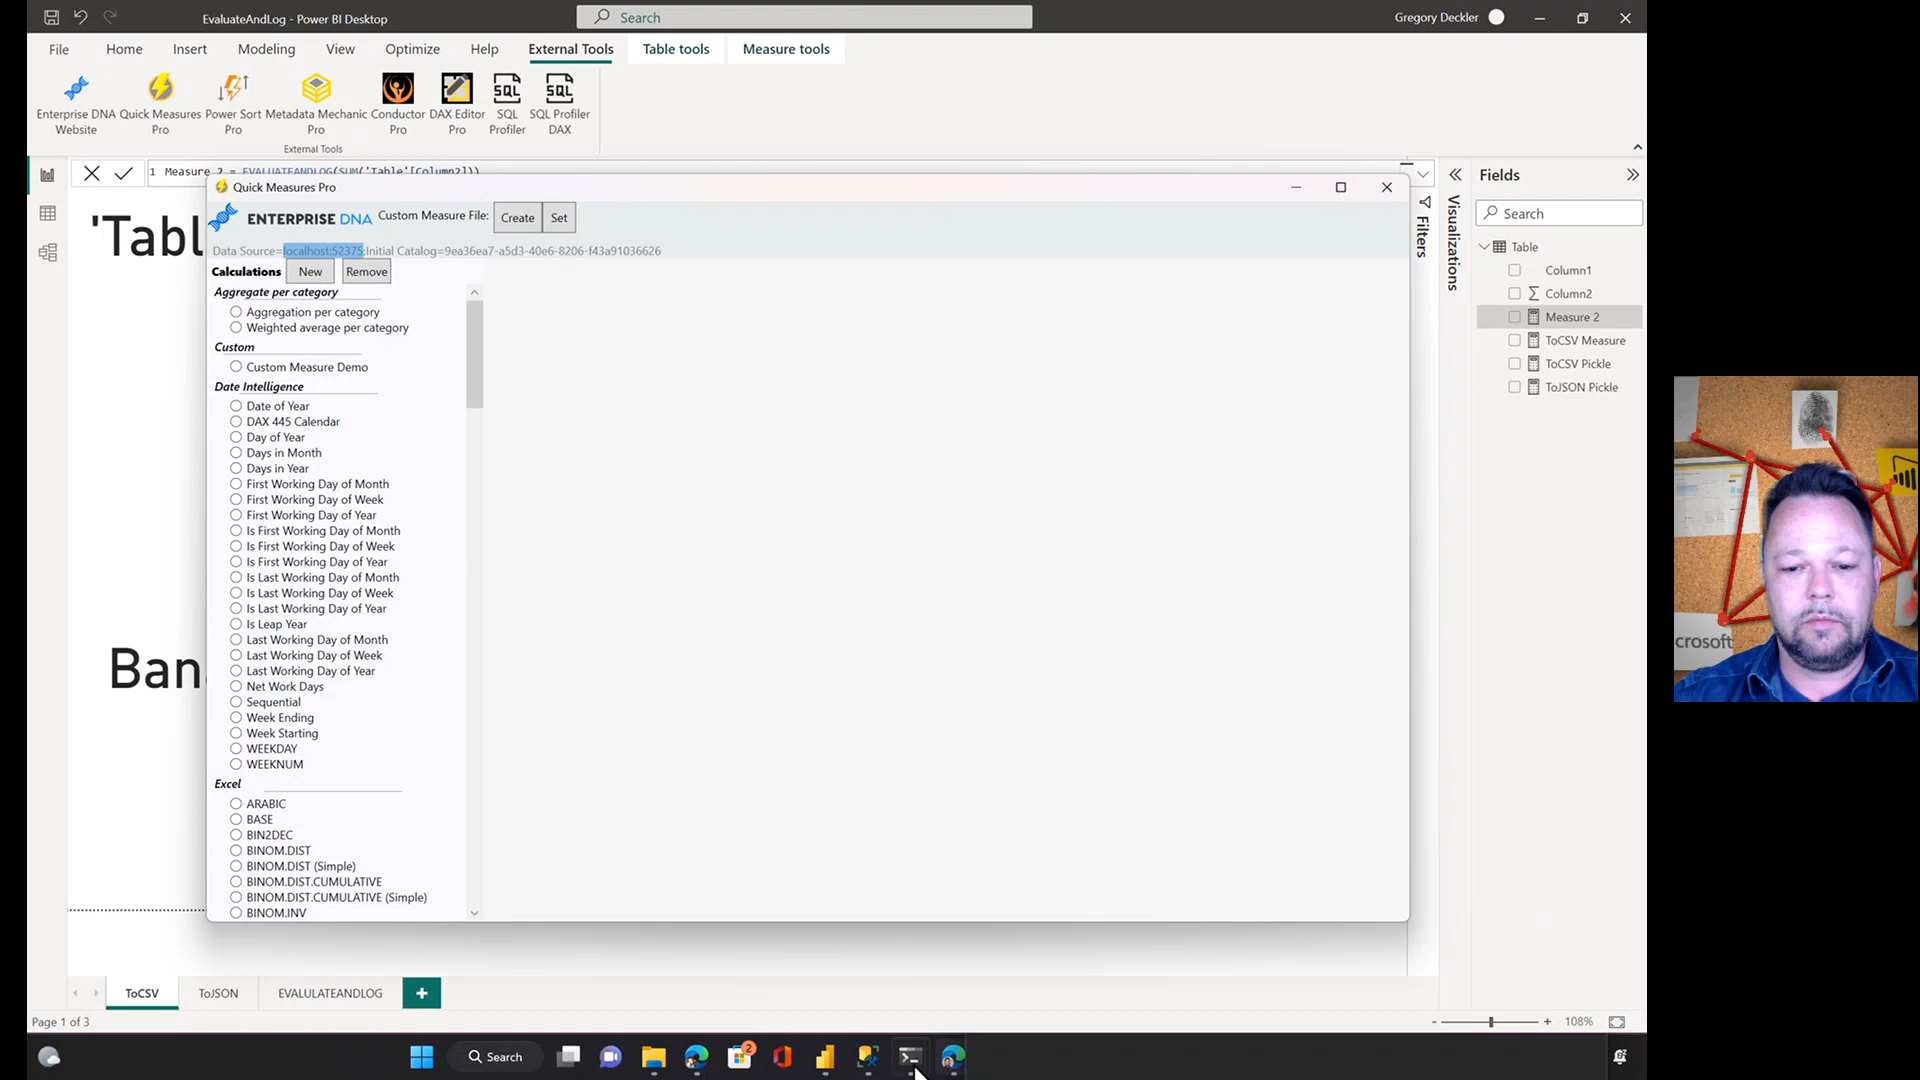 EvaluateAndLog - Power BI Desktop
Search
Gregory Deckler
File
Home
Insert
Modeling
View
Optimize
Help
External Tools
Table tools
Measure tools
Enterprise DNA
Website
Quick Measures
Pro
Power Sort
Pro
Metadata Mechanic
Pro
Conductor
Pro
DAX Editor
Pro
SQL
SQL
Profiler
SQL
SQL Profiler
DAX
External Tools
1 Measure 2 = EVALUATEANDLOG(SUM('Table'[Column2]))
'Tabl
Ban
Quick Measures Pro
ENTERPRISE DNA
Custom Measure File:
Create
Set
Data Source=localhost:52375;Initial Catalog=9ea36ea7-a5d3-40e6-8206-f43a91036626
Calculations
New
Remove
Aggregate per category
Aggregation per category
Weighted average per category
Custom
Custom Measure Demo
Date Intelligence
Date of Year
DAX 445 Calendar
Day of Year
Days in Month
Days in Year
First Working Day of Month
First Working Day of Week
First Working Day of Year
Is First Working Day of Month
Is First Working Day of Week
Is First Working Day of Year
Is Last Working Day of Month
Is Last Working Day of Week
Is Last Working Day of Year
Is Leap Year
Last Working Day of Month
Last Working Day of Week
Last Working Day of Year
Net Work Days
Sequential
Week Ending
Week Starting
WEEKDAY
WEEKNUM
Excel
ARABIC
BASE
BIN2DEC
BINOM.DIST
BINOM.DIST (Simple)
BINOM.DIST.CUMULATIVE
BINOM.DIST.CUMULATIVE (Simple)
BINOM.INV
Filters
Visualizations
Fields
Search
Table
Column1
Column2
Measure 2
ToCSV Measure
ToCSV Pickle
ToJSON Pickle
crosoft
ToCSV
ToJSON
EVALULATEANDLOG
+
Page 1 of 3
- + 108%
Search
2